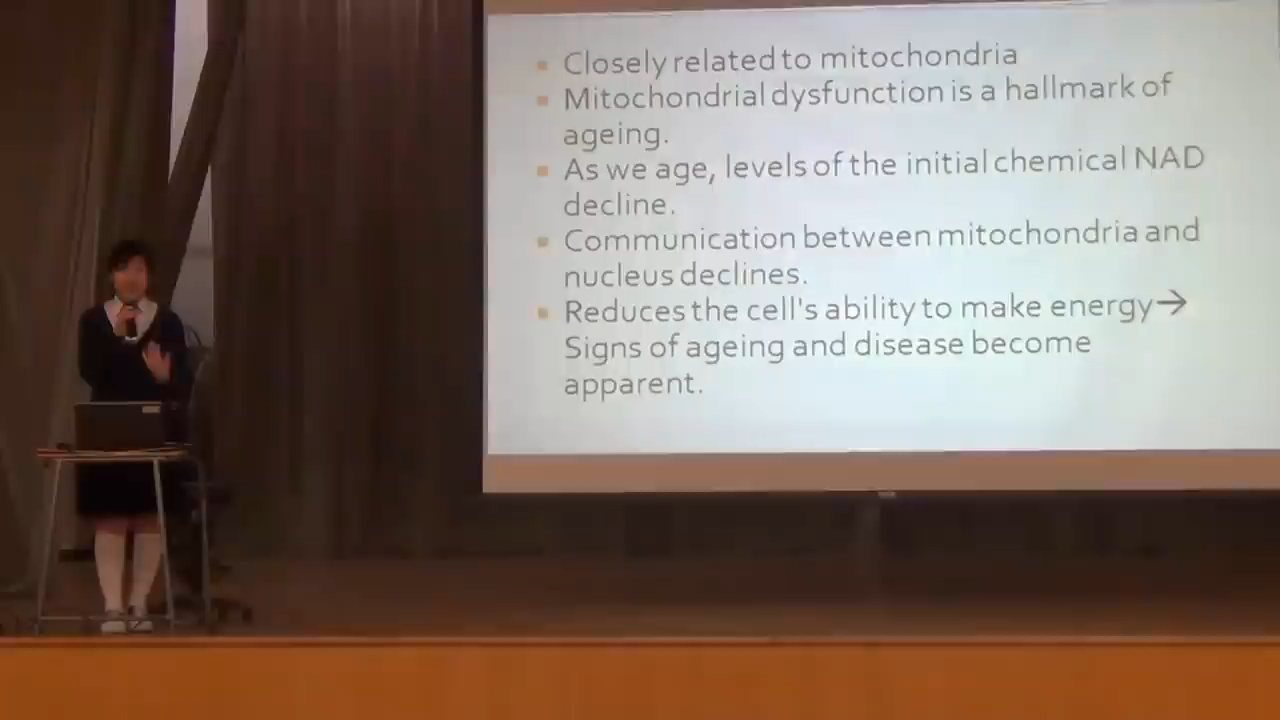 Closely related to mitochondria
Mitochondrial dysfunction is a hallmark of
ageing.
As we age, levels of the initial chemical NAD
decline.
Communication between mitochondria and
nucleus declines.
Reduces the cell's ability to make energy→
Signs of ageing and disease become
apparent.